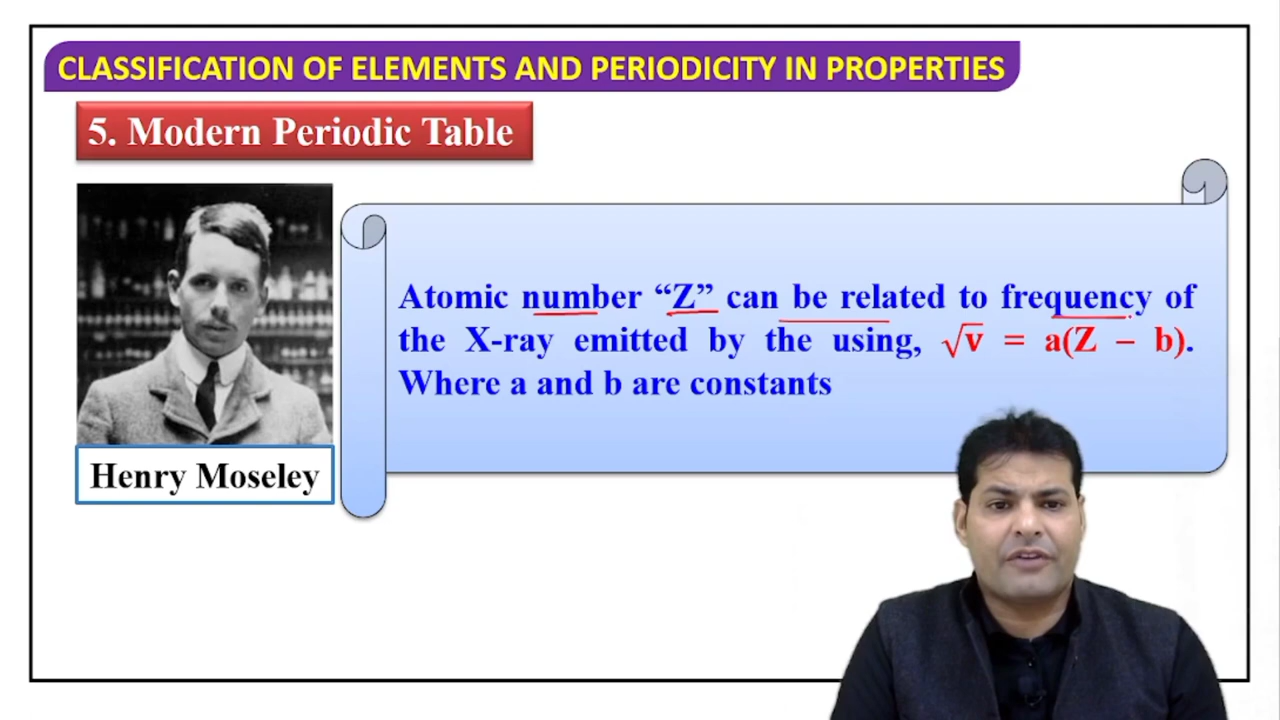 CLASSIFICATION OF ELEMENTS AND PERIODICITY IN PROPERTIES
5. Modern Periodic Table
Atomic number “Z” can be related to frequency of
the X-ray emitted by the using, √v = a(Z – b).
Where a and b are constants
Henry Moseley